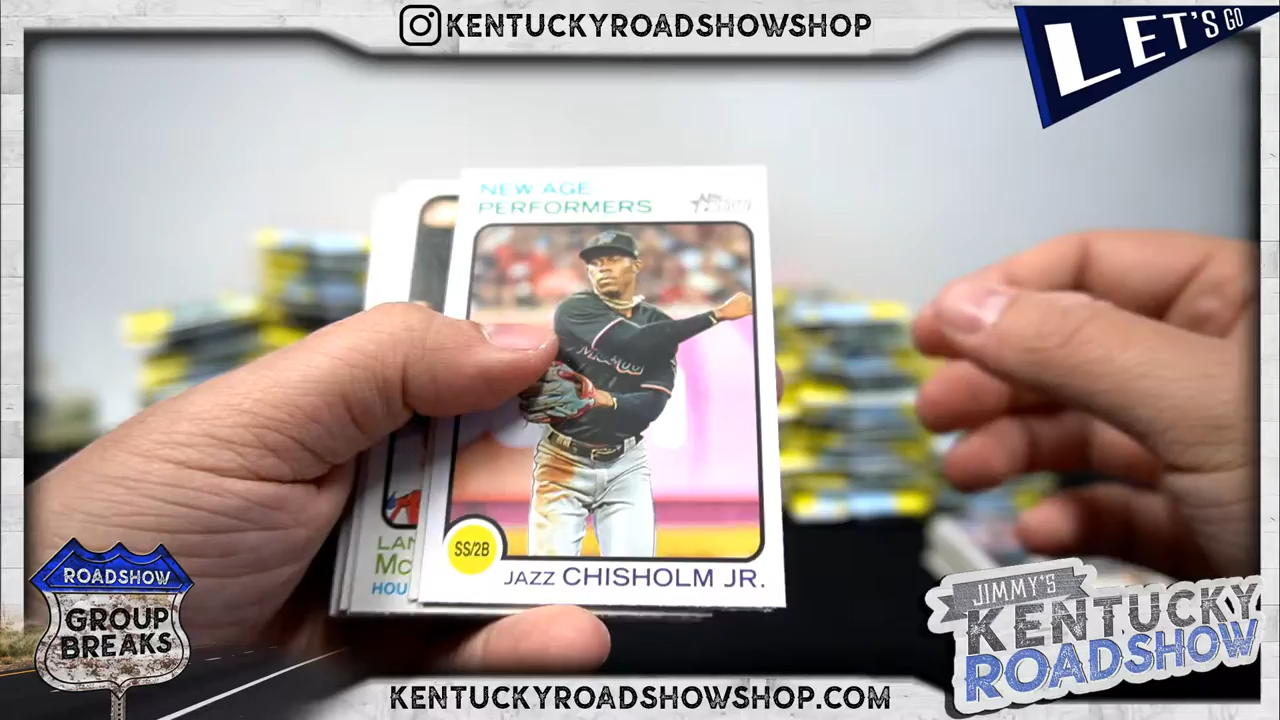 KENTUCKYROADSHOWSHOP
LET'S GO
NEW AGE
PERFORMERS
SS/2B
JAZZ CHISHOLM JR.
LAN
Mc
HOU
ROADSHOW
GROUP
BREAKS
JIMMY'S
KENTUCKY
ROADSHOW
KENTUCKYROADSHOWSHOP.COM